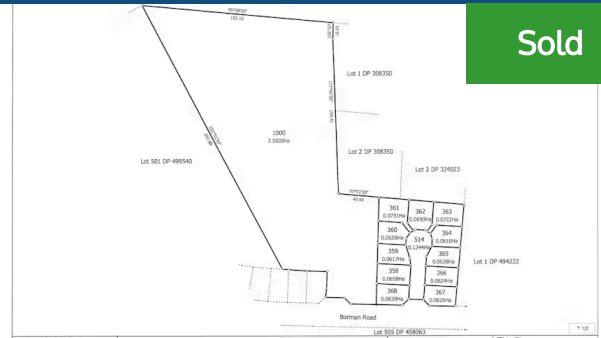 Sold
Lot 1 DP 308350
1000
3.5503Ha
Lot 501 DP 499540
Lot 2 DP 308350
Lot 2 DP 324023
361
0.0731Ha
362
0.0690Ha
363
0.0722Ha
360
0.0626Ha
514
0.1244Ha
364
0.0616Ha
359
0.0617Ha
365
0.0638Ha
Lot 1 DP 494222
358
0.0658Ha
366
0.0624Ha
368
0.0639Ha
367
0.0626Ha
Borman Road
Lot 505 DP 458063